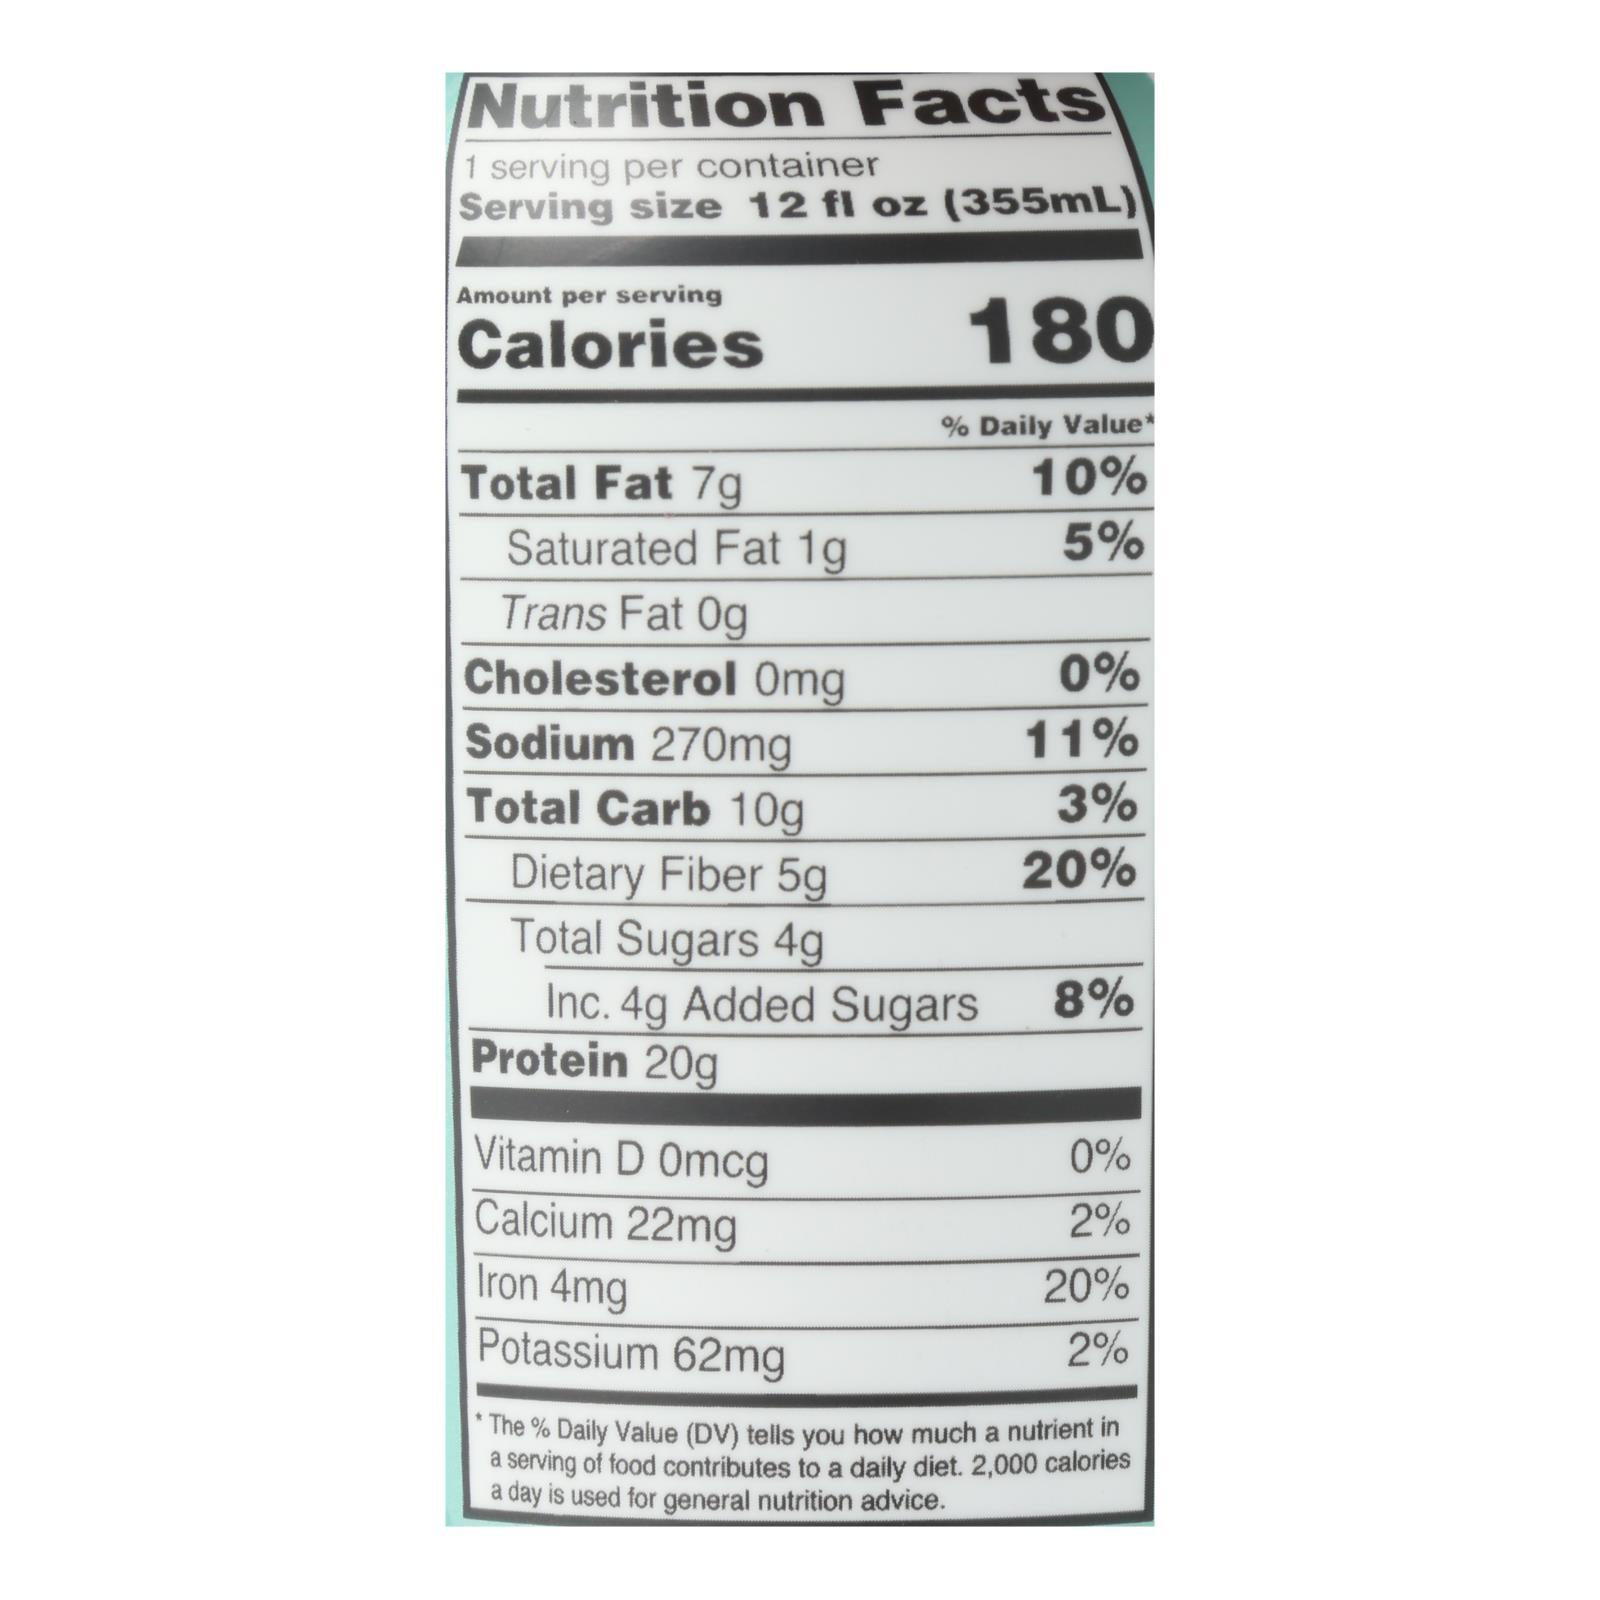 Nutrition Facts
1 serving per container
Serving size 12 fl oz (355mL)
Amount per serving
Calories 180
% Daily Value*
Total Fat 7g 10%
Saturated Fat 1g 5%
Trans Fat 0g
Cholesterol 0mg 0%
Sodium 270mg 11%
Total Carb 10g 3%
Dietary Fiber 5g 20%
Total Sugars 4g
Inc. 4g Added Sugars 8%
Protein 20g
Vitamin D 0mcg 0%
Calcium 22mg 2%
Iron 4mg 20%
Potassium 62mg 2%
* The % Daily Value (DV) tells you how much a nutrient in
a serving of food contributes to a daily diet. 2,000 calories
a day is used for general nutrition advice.